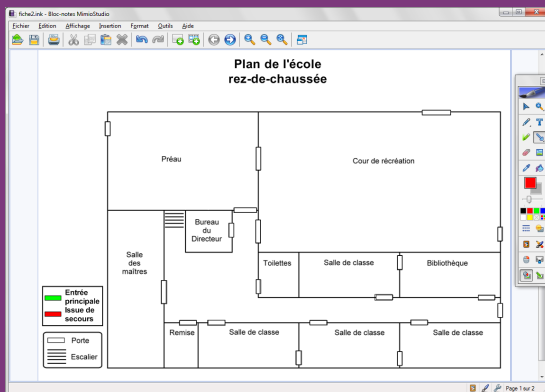 fiche2.ink - Bloc-notes MimioStudio
Fichier Edition Affichage Insertion Format Outils Aide
Plan de l'école
rez-de-chaussée
Préau
Cour de récréation
Bureau
du
Directeur
Salle
des
maîtres
Toilettes
Salle de classe
Bibliothèque
Entrée
principale
Issue de
secours
Porte
Escalier
Remise
Salle de classe
Salle de classe
Salle de classe
Page 1 sur 2